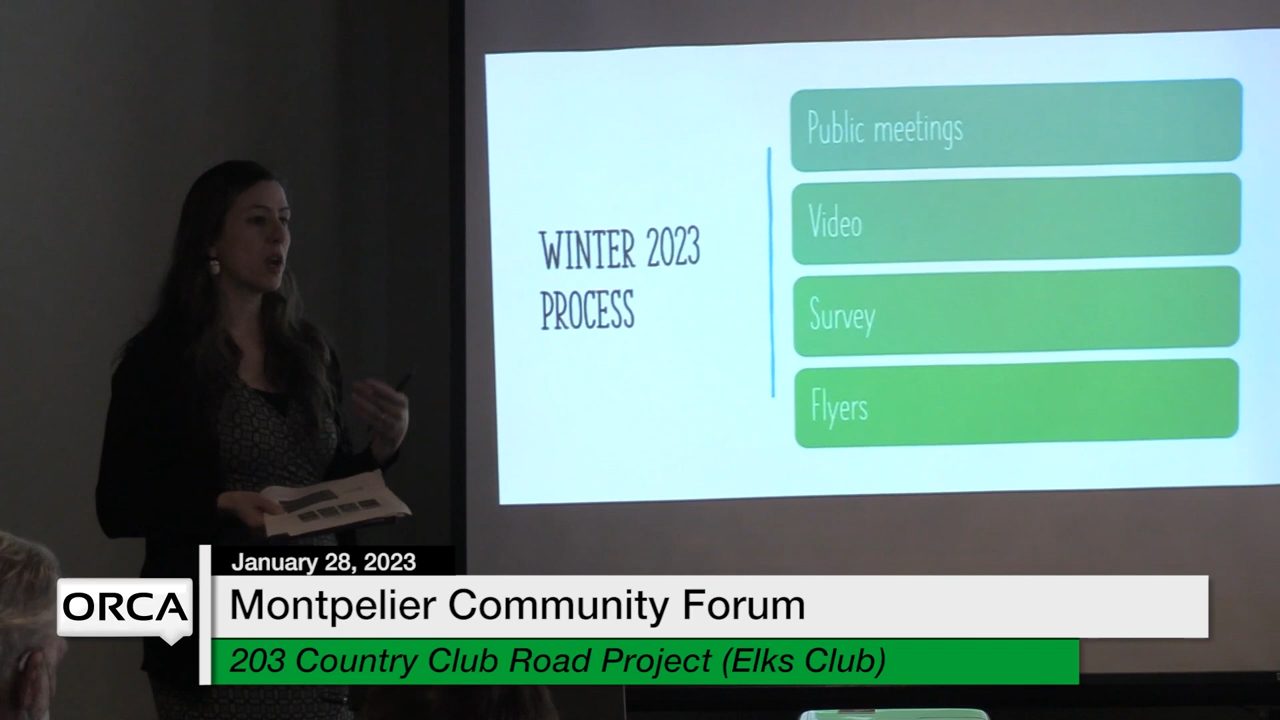 WINTER 2023
PROCESS
Public meetings
Video
Survey
Flyers
January 28, 2023
ORCA
Montpelier Community Forum
203 Country Club Road Project (Elks Club)